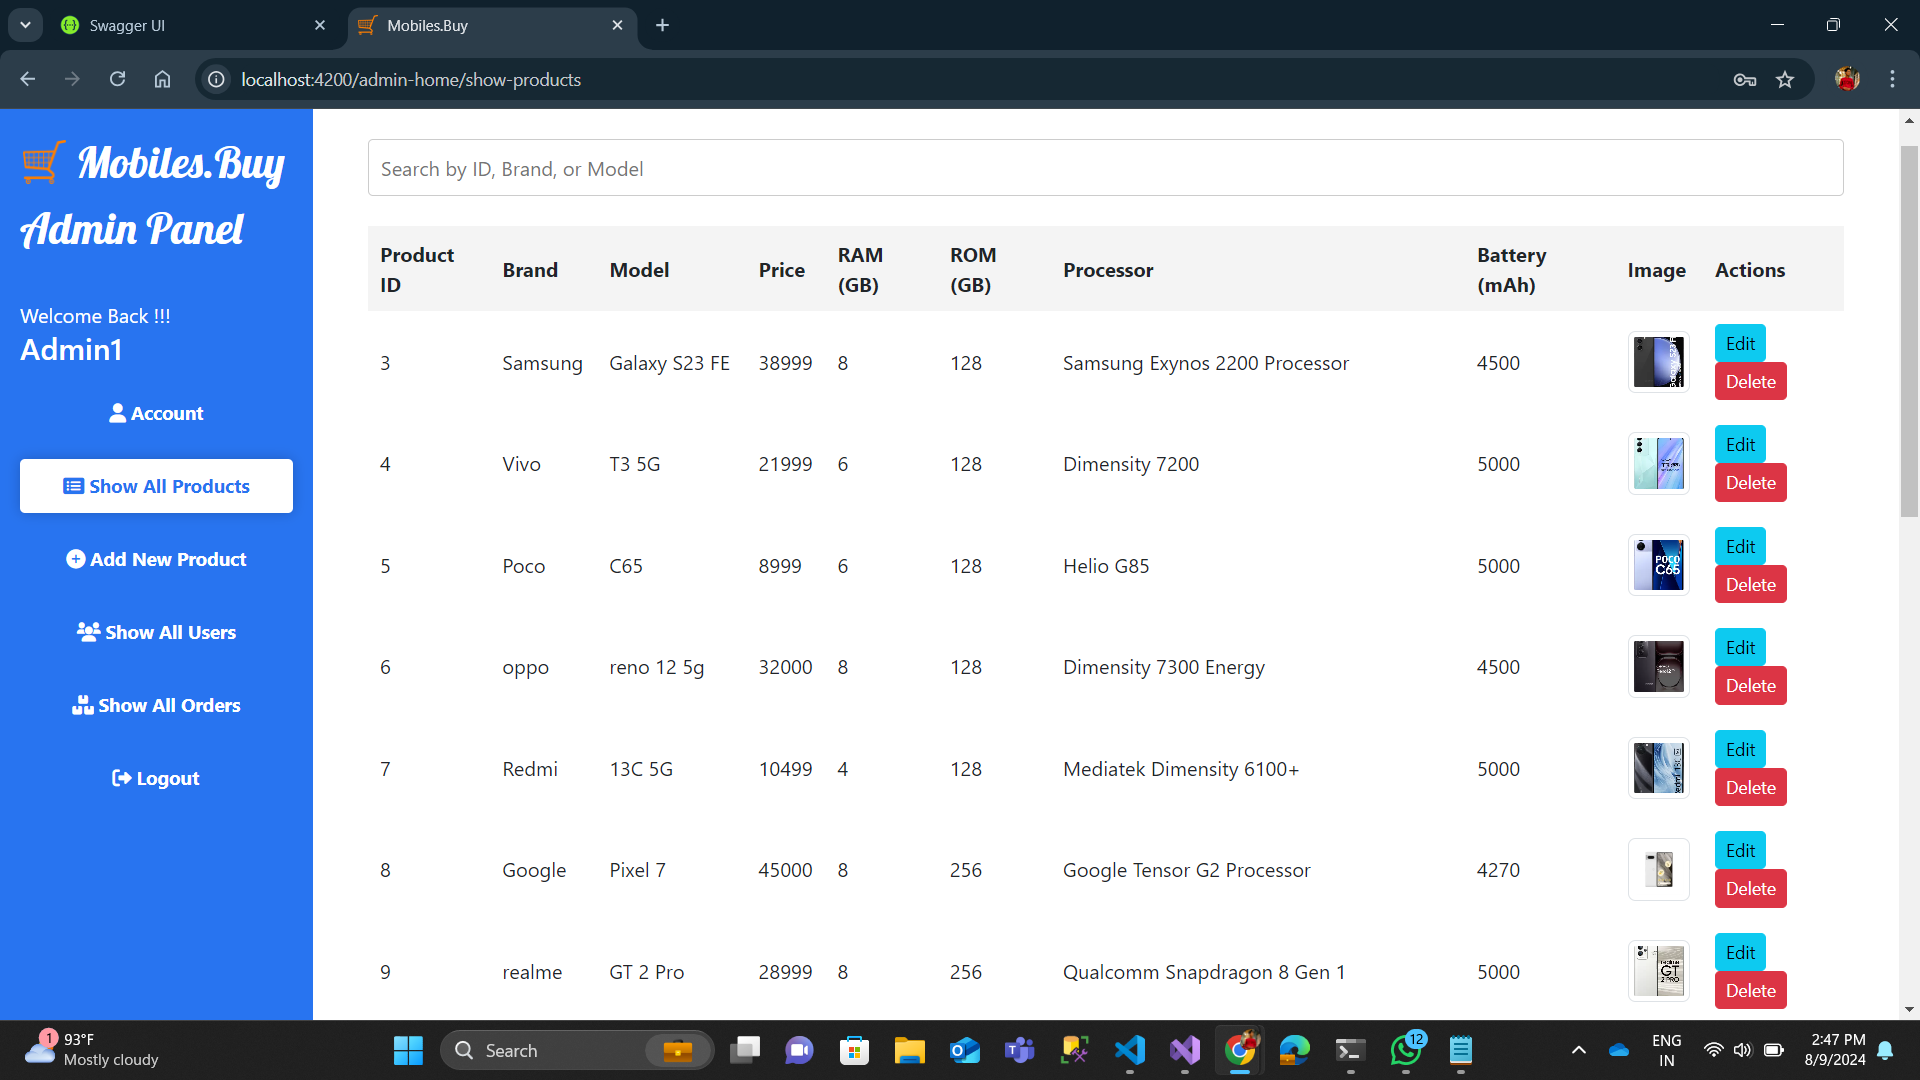 Swagger UI
Mobiles.Buy
localhost:4200/admin-home/show-products
Mobiles.Buy
Admin Panel
Welcome Back !!!
Admin1
Account
Show All Products
Add New Product
Show All Users
Show All Orders
Logout
Search by ID, Brand, or Model
Product ID Brand Model Price RAM (GB) ROM (GB) Processor Battery (mAh) Image Actions
3 Samsung Galaxy S23 FE 38999 8 128 Samsung Exynos 2200 Processor 4500 Edit
Delete
4 Vivo T3 5G 21999 6 128 Dimensity 7200 5000 Edit
Delete
5 Poco C65 8999 6 128 Helio G85 5000 POCO C65 Edit
Delete
6 oppo reno 12 5g 32000 8 128 Dimensity 7300 Energy 4500 Edit
Delete
7 Redmi 13C 5G 10499 4 128 Mediatek Dimensity 6100+ 5000 Edit
Delete
8 Google Pixel 7 45000 8 256 Google Tensor G2 Processor 4270 Edit
Delete
9 realme GT 2 Pro 28999 8 256 Qualcomm Snapdragon 8 Gen 1 5000 realme GT 2 PRO Edit
Delete
1
93°F
Mostly cloudy
Search
12
ENG
IN
2:47 PM
8/9/2024